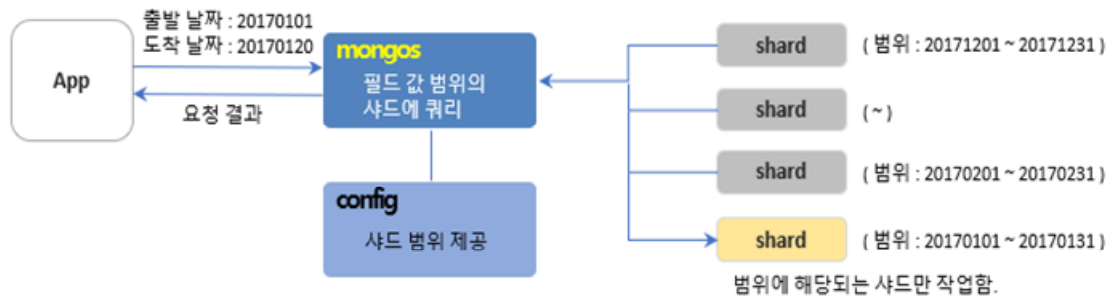 출발 날짜 : 20170101
도착 날짜 : 20170120
App
요청 결과
mongos
필드 값 범위의
샤드에 쿼리
config
샤드 범위 제공
shard
( 범위 : 20171201 ~ 20171231 )
shard
( ~ )
shard
( 범위 : 20170201 ~ 20170231 )
shard
( 범위 : 20170101 ~ 20170131 )
범위에 해당되는 샤드만 작업함.